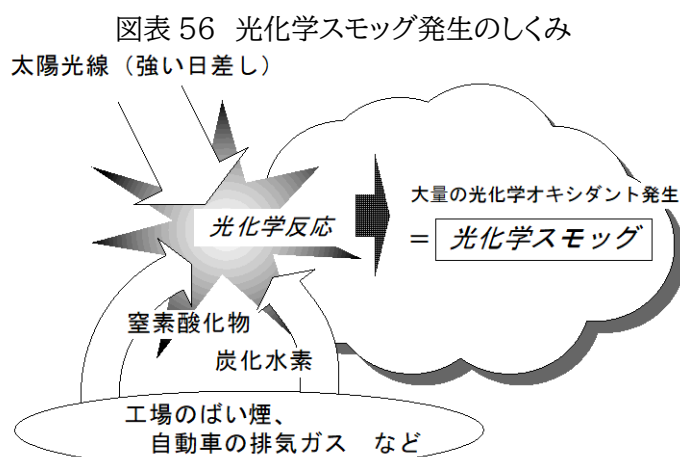 図表 56 光化学スモッグ発生のしくみ
太陽光線（強い日差し）
大量の光化学オキシダント発生
光化学反応
＝ 光化学スモッグ
窒素酸化物
炭化水素
工場のばい煙、
自動車の排気ガス など